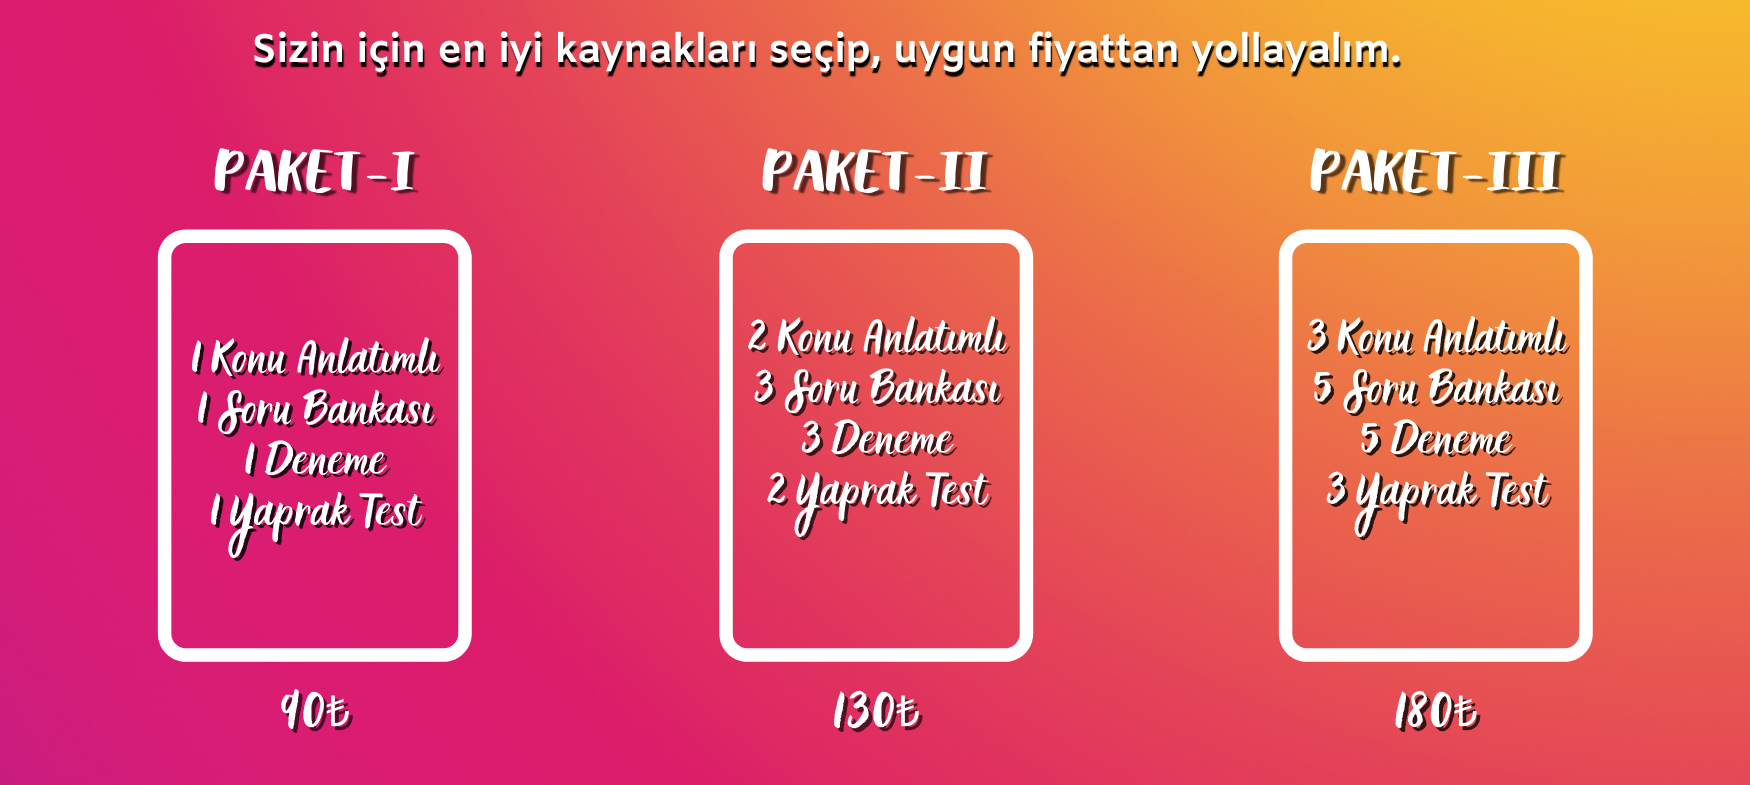 Sizin için en iyi kaynakları seçip, uygun fiyattan yollayalım.
PAKET-I
1 Konu Anlatımlı
1 Soru Bankası
1 Deneme
1 Yaprak Test
90₺
PAKET-II
2 Konu Anlatımlı
3 Soru Bankası
3 Deneme
2 Yaprak Test
130₺
PAKET-III
3 Konu Anlatımlı
5 Soru Bankası
5 Deneme
3 Yaprak Test
180₺